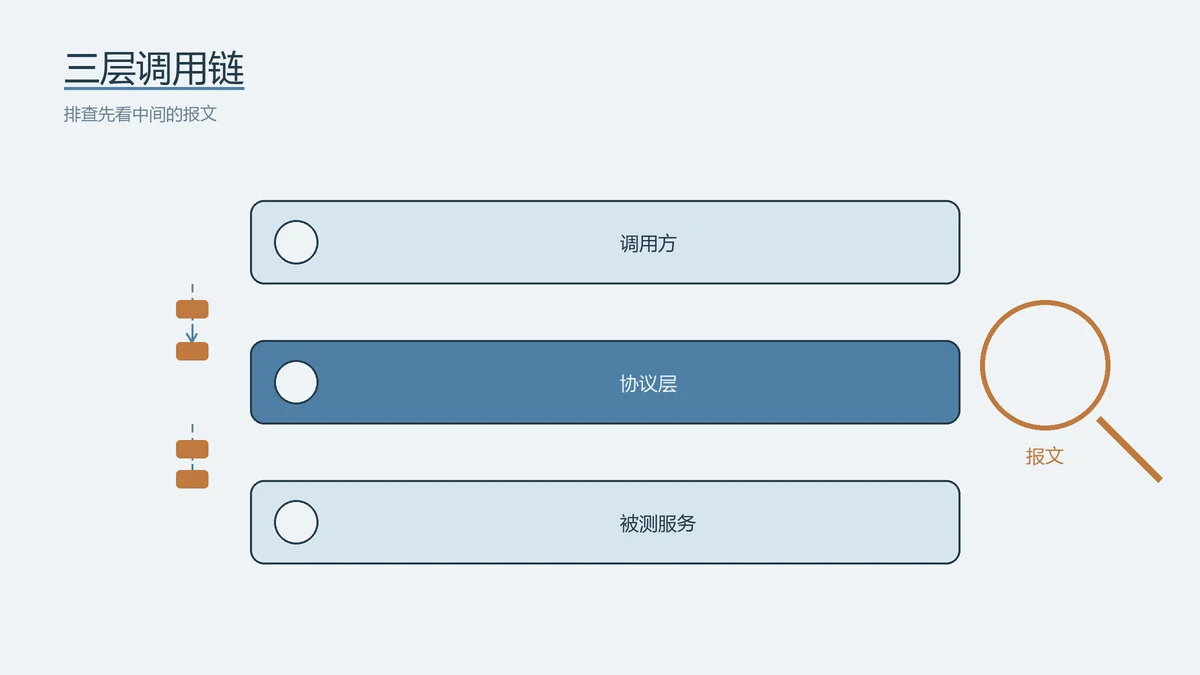 三层调用链
排查先看中间的报文
调用方
协议层
报文
被测服务